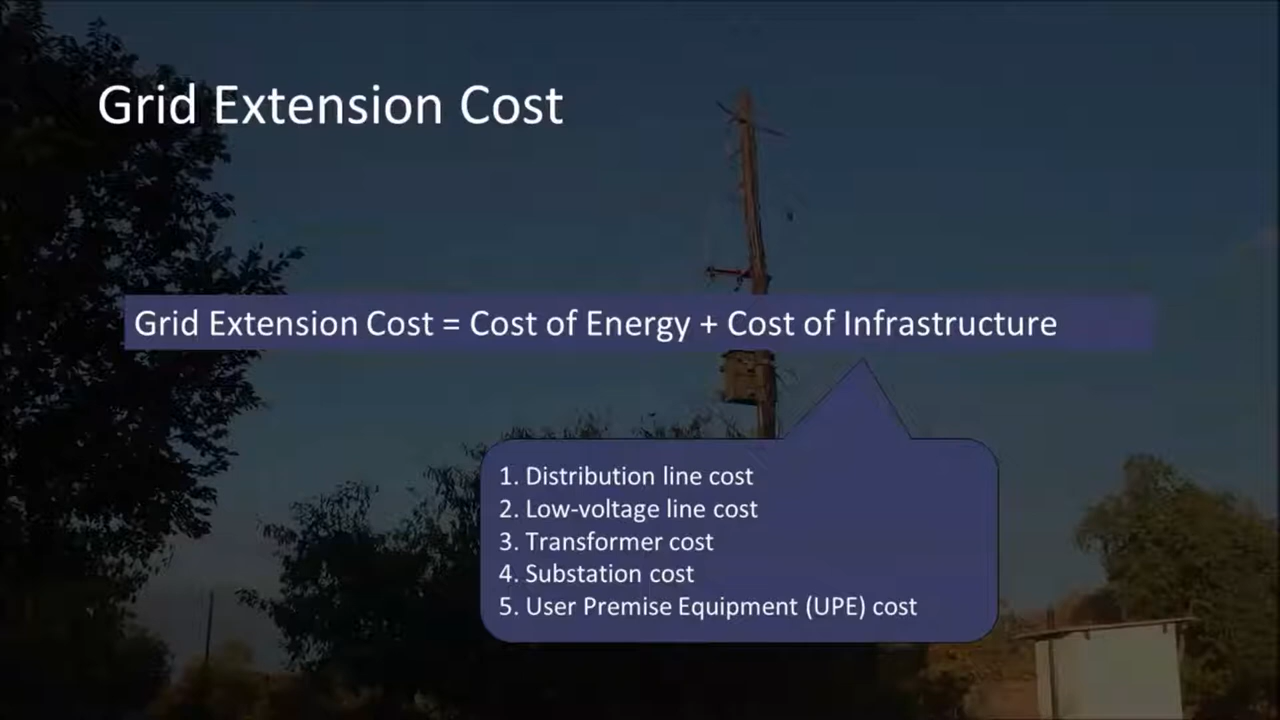 Grid Extension Cost
Grid Extension Cost = Cost of Energy + Cost of Infrastructure
1. Distribution line cost
2. Low-voltage line cost
3. Transformer cost
4. Substation cost
5. User Premise Equipment (UPE) cost